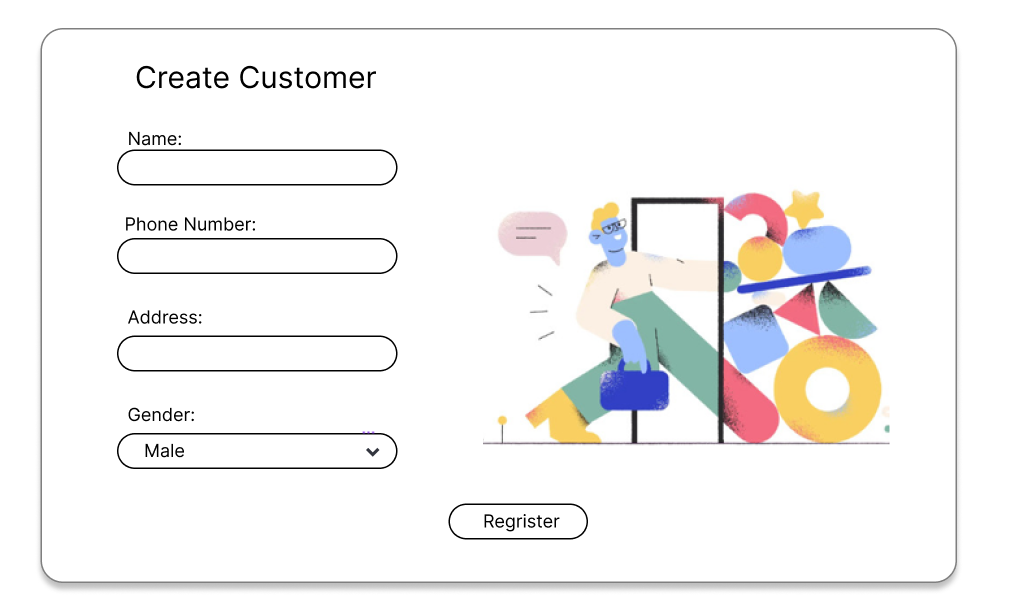 Create Customer
Name:
Phone Number:
Address:
Gender:
Male
Regrister